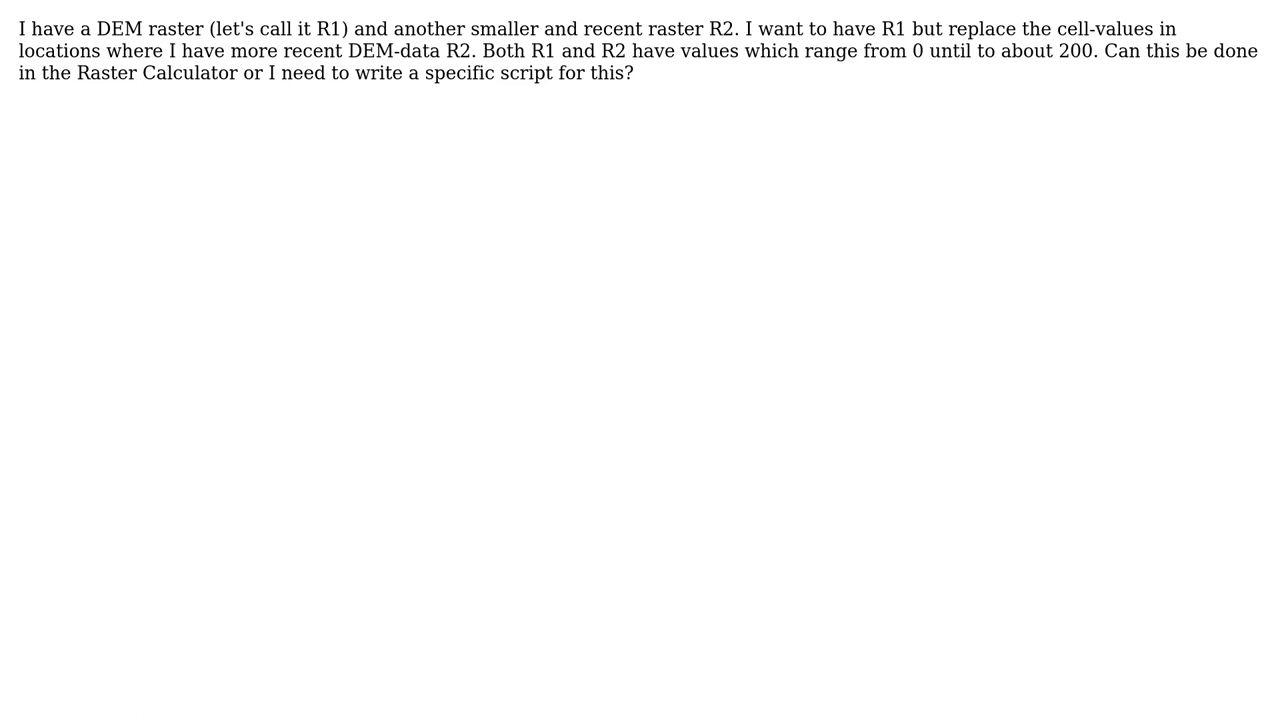 I have a DEM raster (let's call it R1) and another smaller and recent raster R2. I want to have R1 but replace the cell-values in
locations where I have more recent DEM-data R2. Both R1 and R2 have values which range from 0 until to about 200. Can this be done
in the Raster Calculator or I need to write a specific script for this?